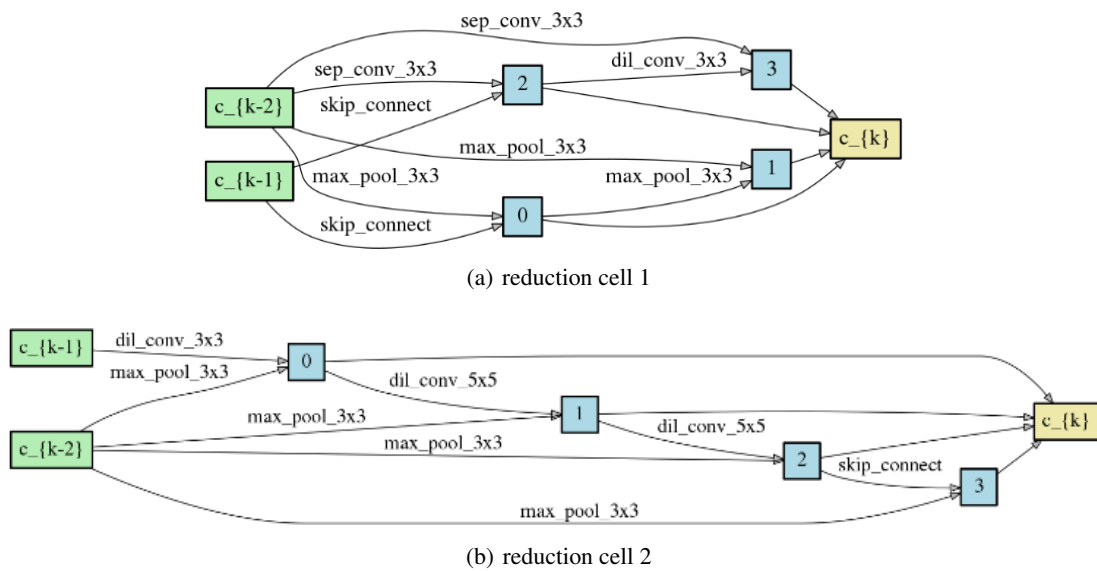 sep_conv_3x3
dil_conv_3x3
3
sep_conv_3x3
2
c_{k-2}
skip_connect
c_{k}
max_pool_3x3
1
c_{k-1}
max_pool_3x3
max_pool_3x3
0
skip_connect
(a) reduction cell 1
c_{k-1}
dil_conv_3x3
0
max_pool_3x3
dil_conv_5x5
max_pool_3x3
1
c_{k}
c_{k-2}
max_pool_3x3
dil_conv_5x5
2
skip_connect
3
max_pool_3x3
(b) reduction cell 2